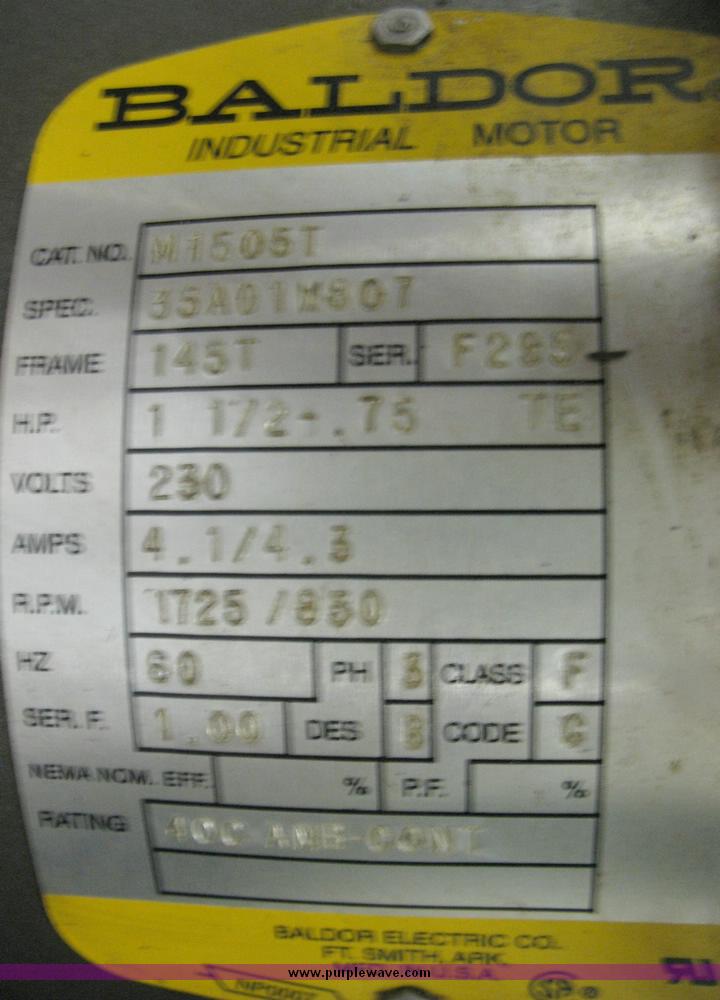 BALDOR
INDUSTRIAL MOTOR
CAT. NO. M1505T
SPEC. 35A01W807
FRAME 145T SER. F295
H.P. 1 1/2-.75 TE
VOLTS 230
AMPS 4.1/4.3
R.P.M. 1725/850
HZ 60 PH 3 CLASS F
SER. F. 1.00 DES B CODE
NEMA NOM. EFF. % P.F. %
RATING 40C AMB-CONT
BALDOR ELECTRIC CO.
FT. SMITH, ARK.
U.S.A.
www.purplewave.com